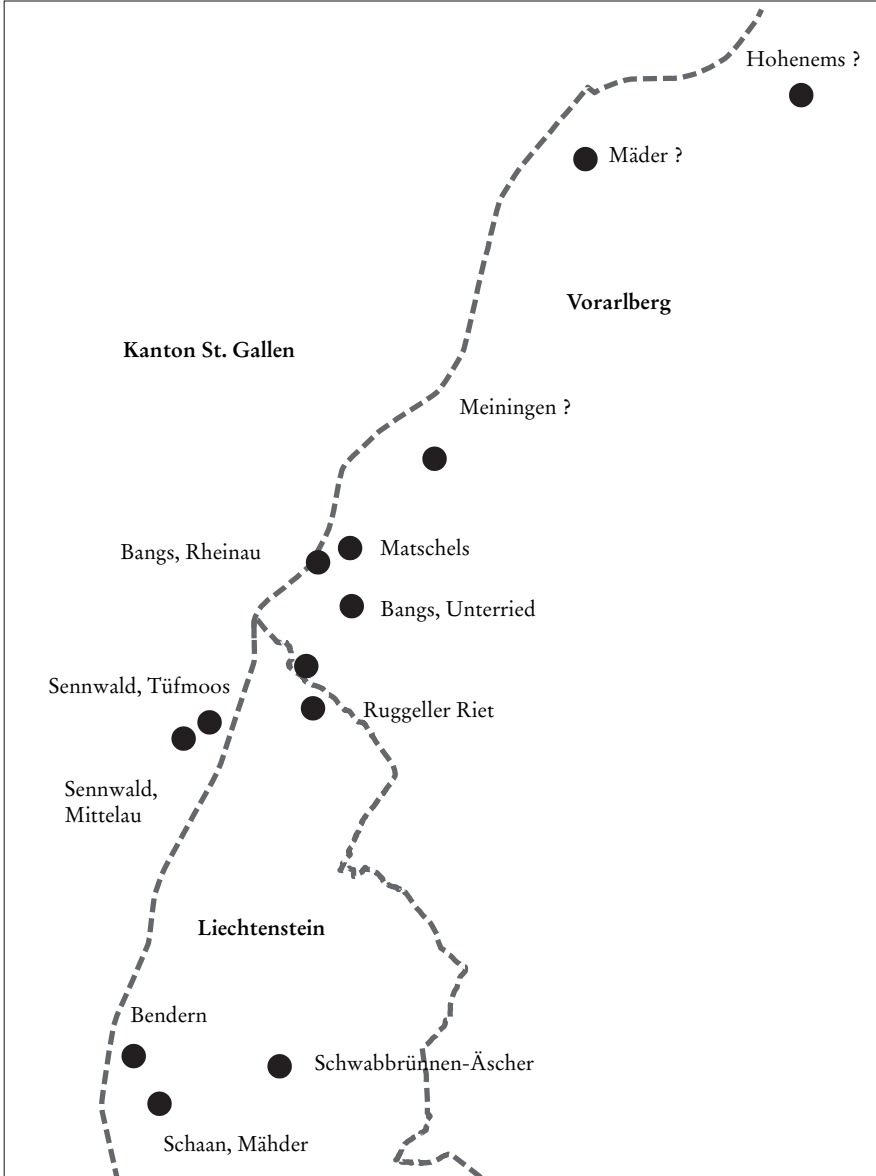 Hohenems ?
Mäder ?
Vorarlberg
Kanton St. Gallen
Meiningen ?
Matschels
Bangs, Rheinau
Bangs, Unterried
Sennwald, Tüfmoos
Ruggeller Riet
Sennwald,
Mittelau
Liechtenstein
Bendern
Schwabbrünnen-Äscher
Schaan, Mähder